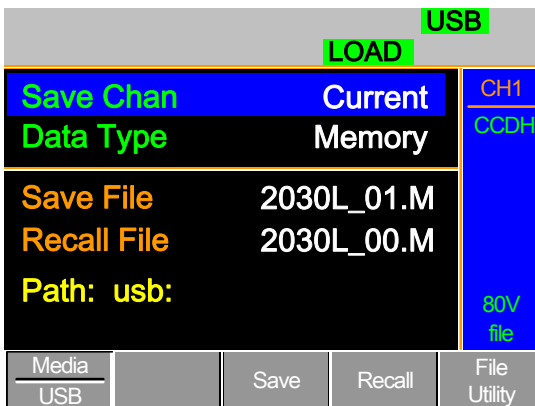 USB
LOAD
Save Chan Current
Data Type Memory
Save File 2030L_01.M
Recall File 2030L_00.M
Path: usb:
CH1
CCDH
80V
file
Media
USB
Save
Recall
File
Utility